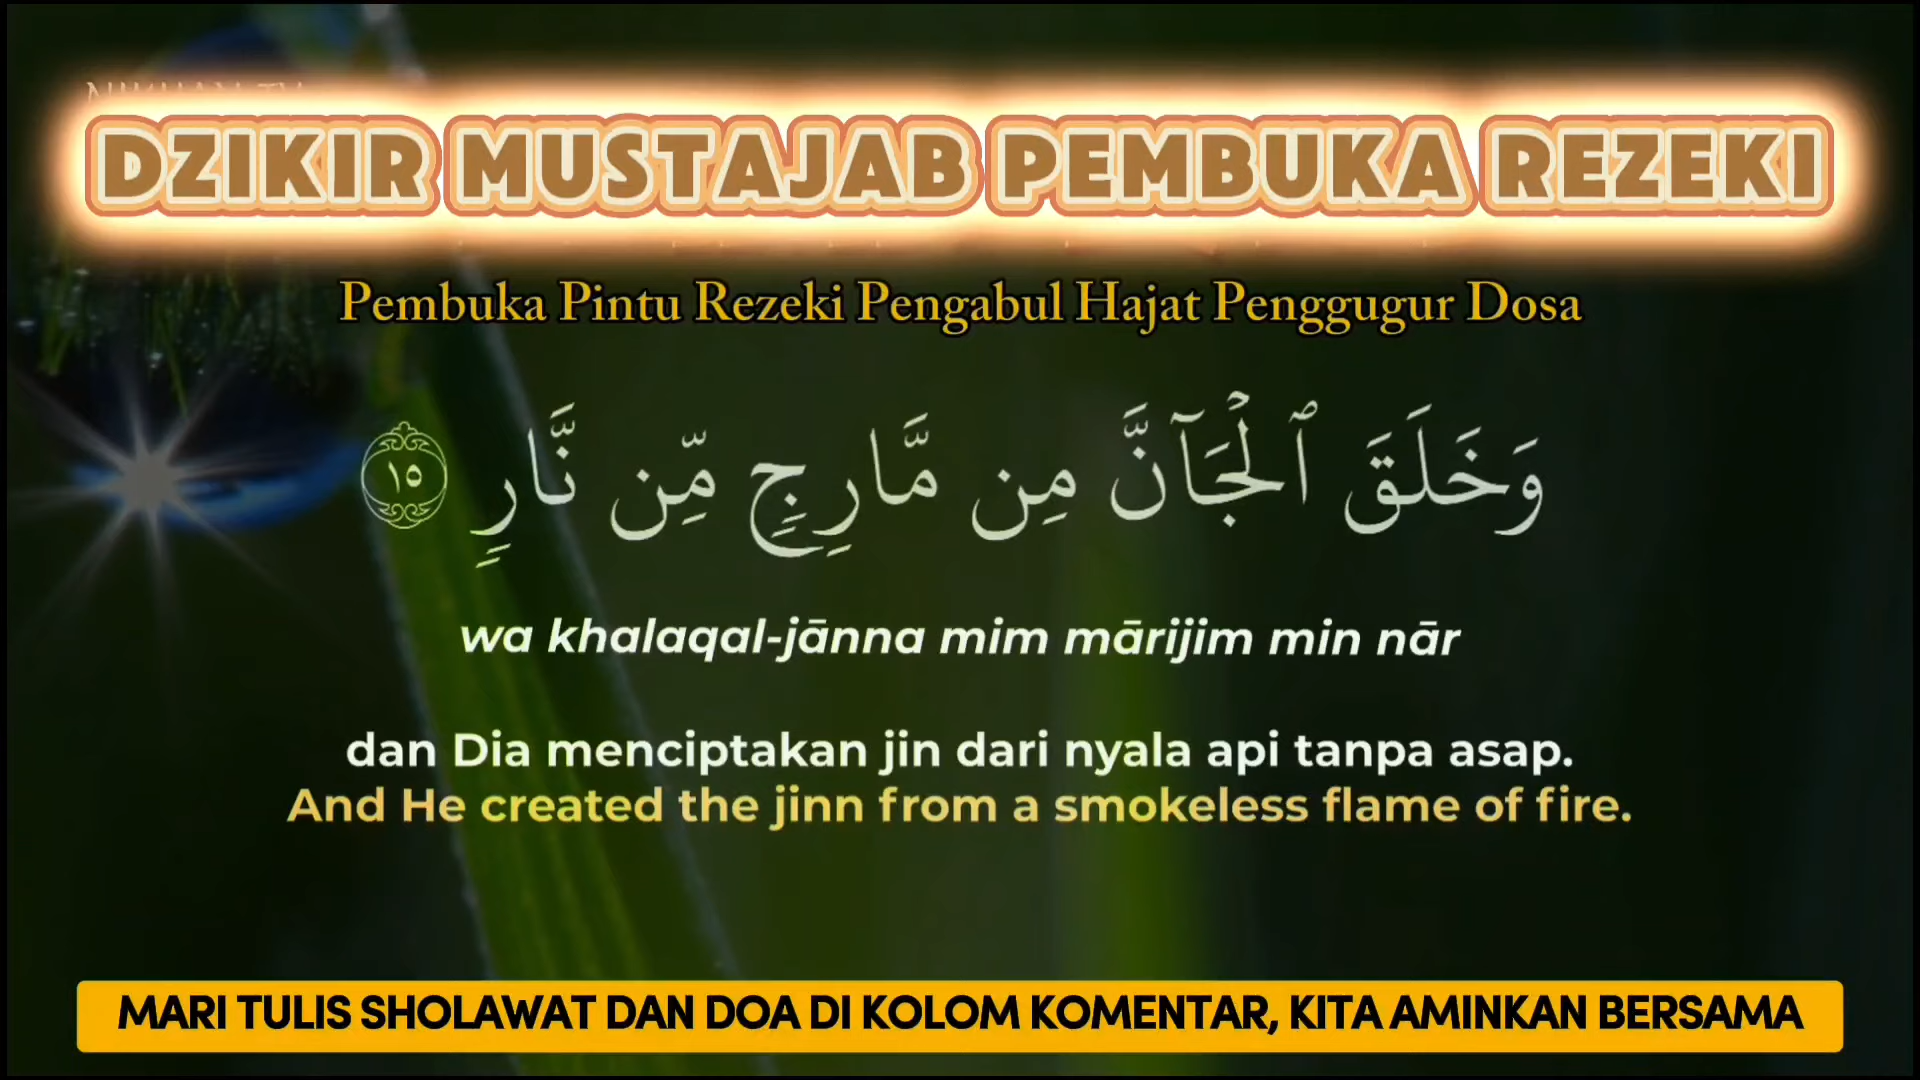 DZIKIR MUSTAJAB PEMBUKA REZEKI
Pembuka Pintu Rezeki Pengabul Hajat Penggugur Dosa
وَخَلَقَ ٱلْجَآنَّ مِن مَّارِجٍ مِّن نَّارٍ ١٥
wa khalaqal-jānna mim mārijim min nār
dan Dia menciptakan jin dari nyala api tanpa asap.
And He created the jinn from a smokeless flame of fire.
MARI TULIS SHOLAWAT DAN DOA DI KOLOM KOMENTAR, KITA AMINKAN BERSAMA